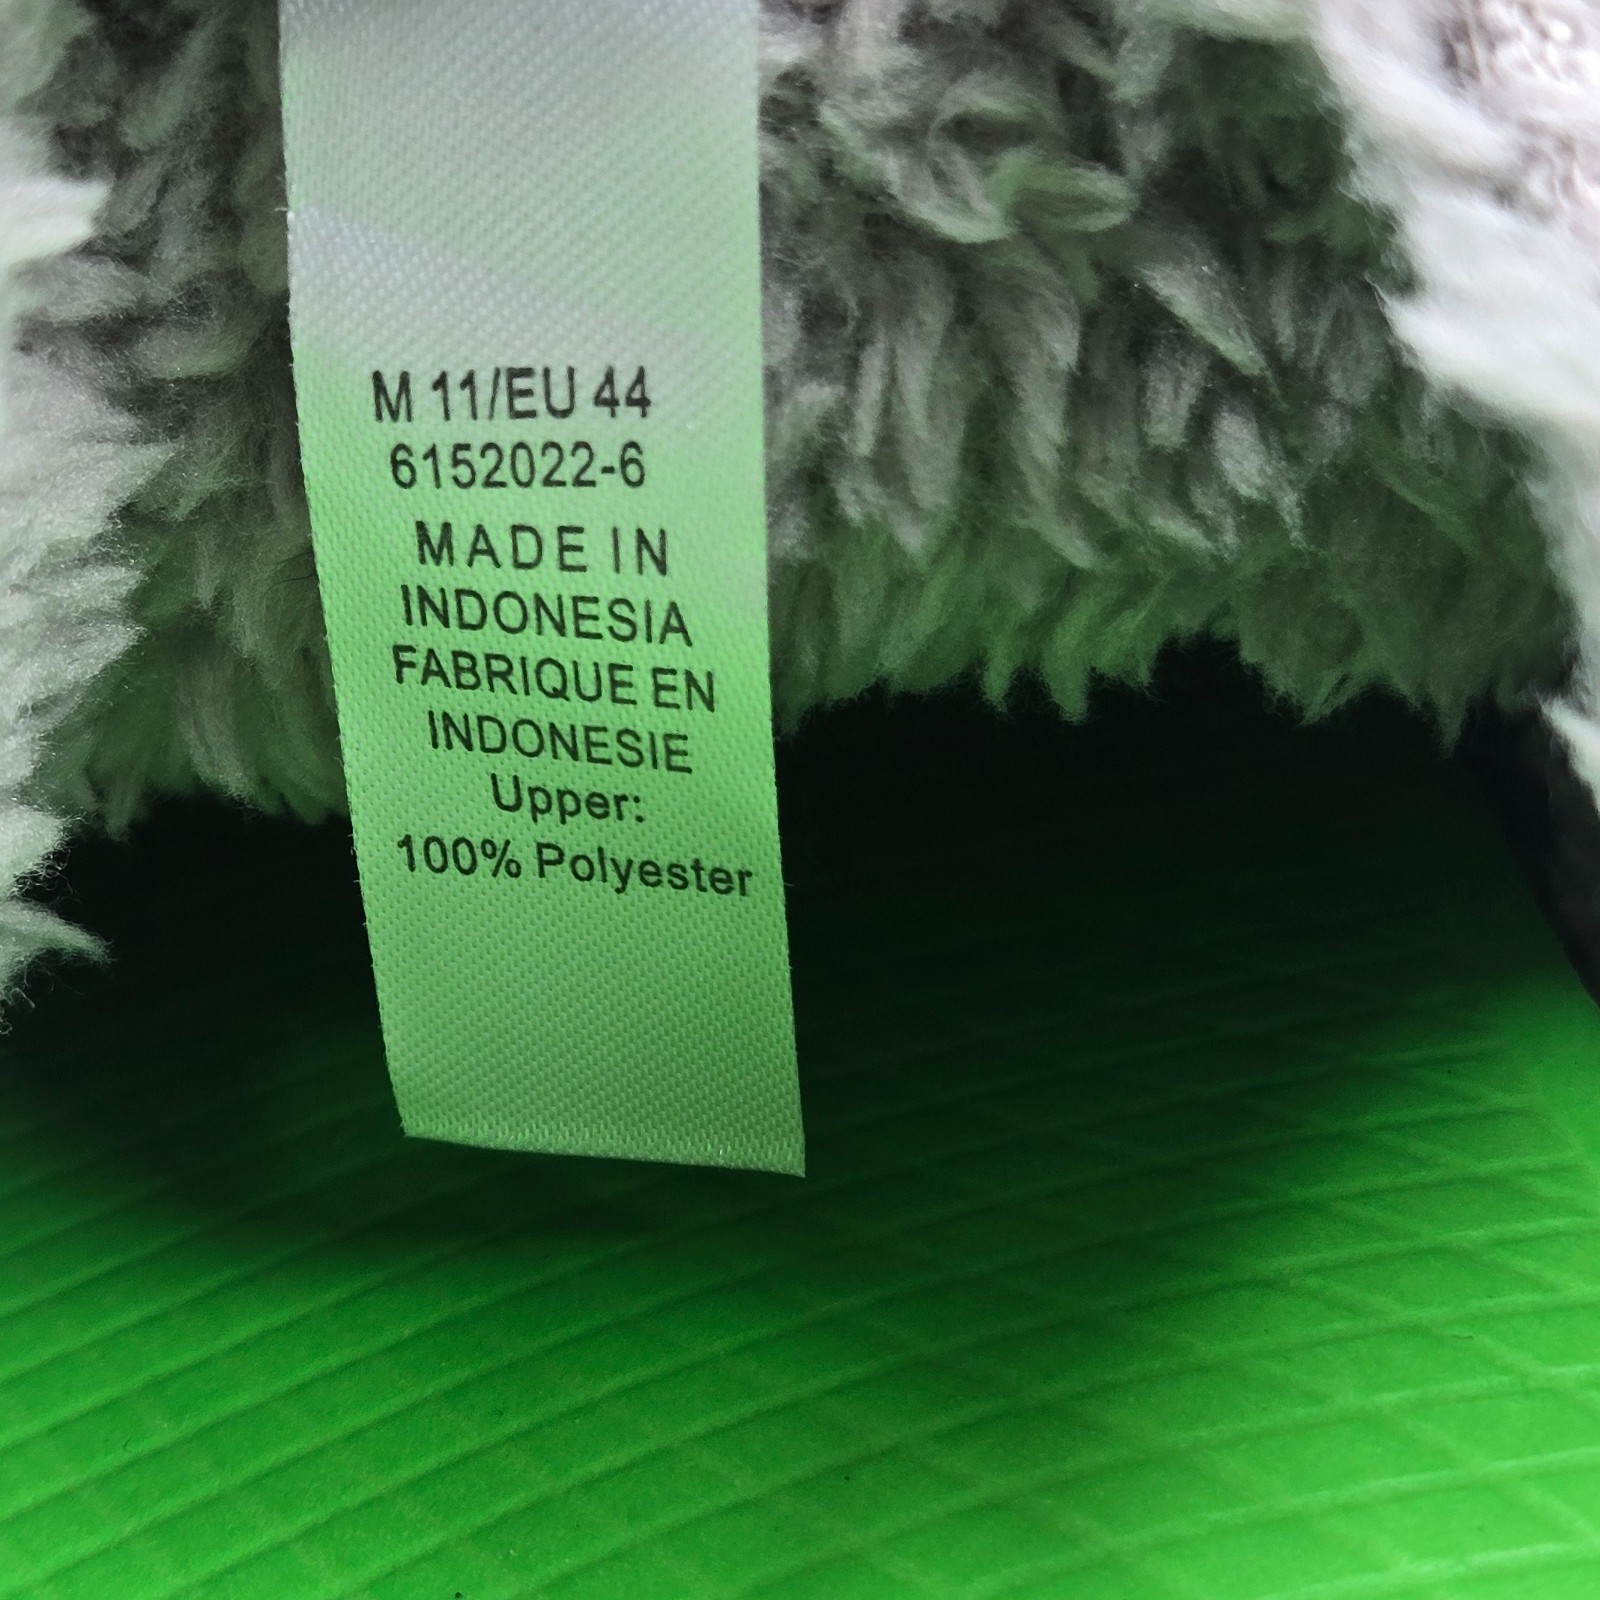 M 11/EU 44
6152022-6
MADE IN
INDONESIA
FABRIQUE EN
INDONESIE
Upper:
100% Polyester